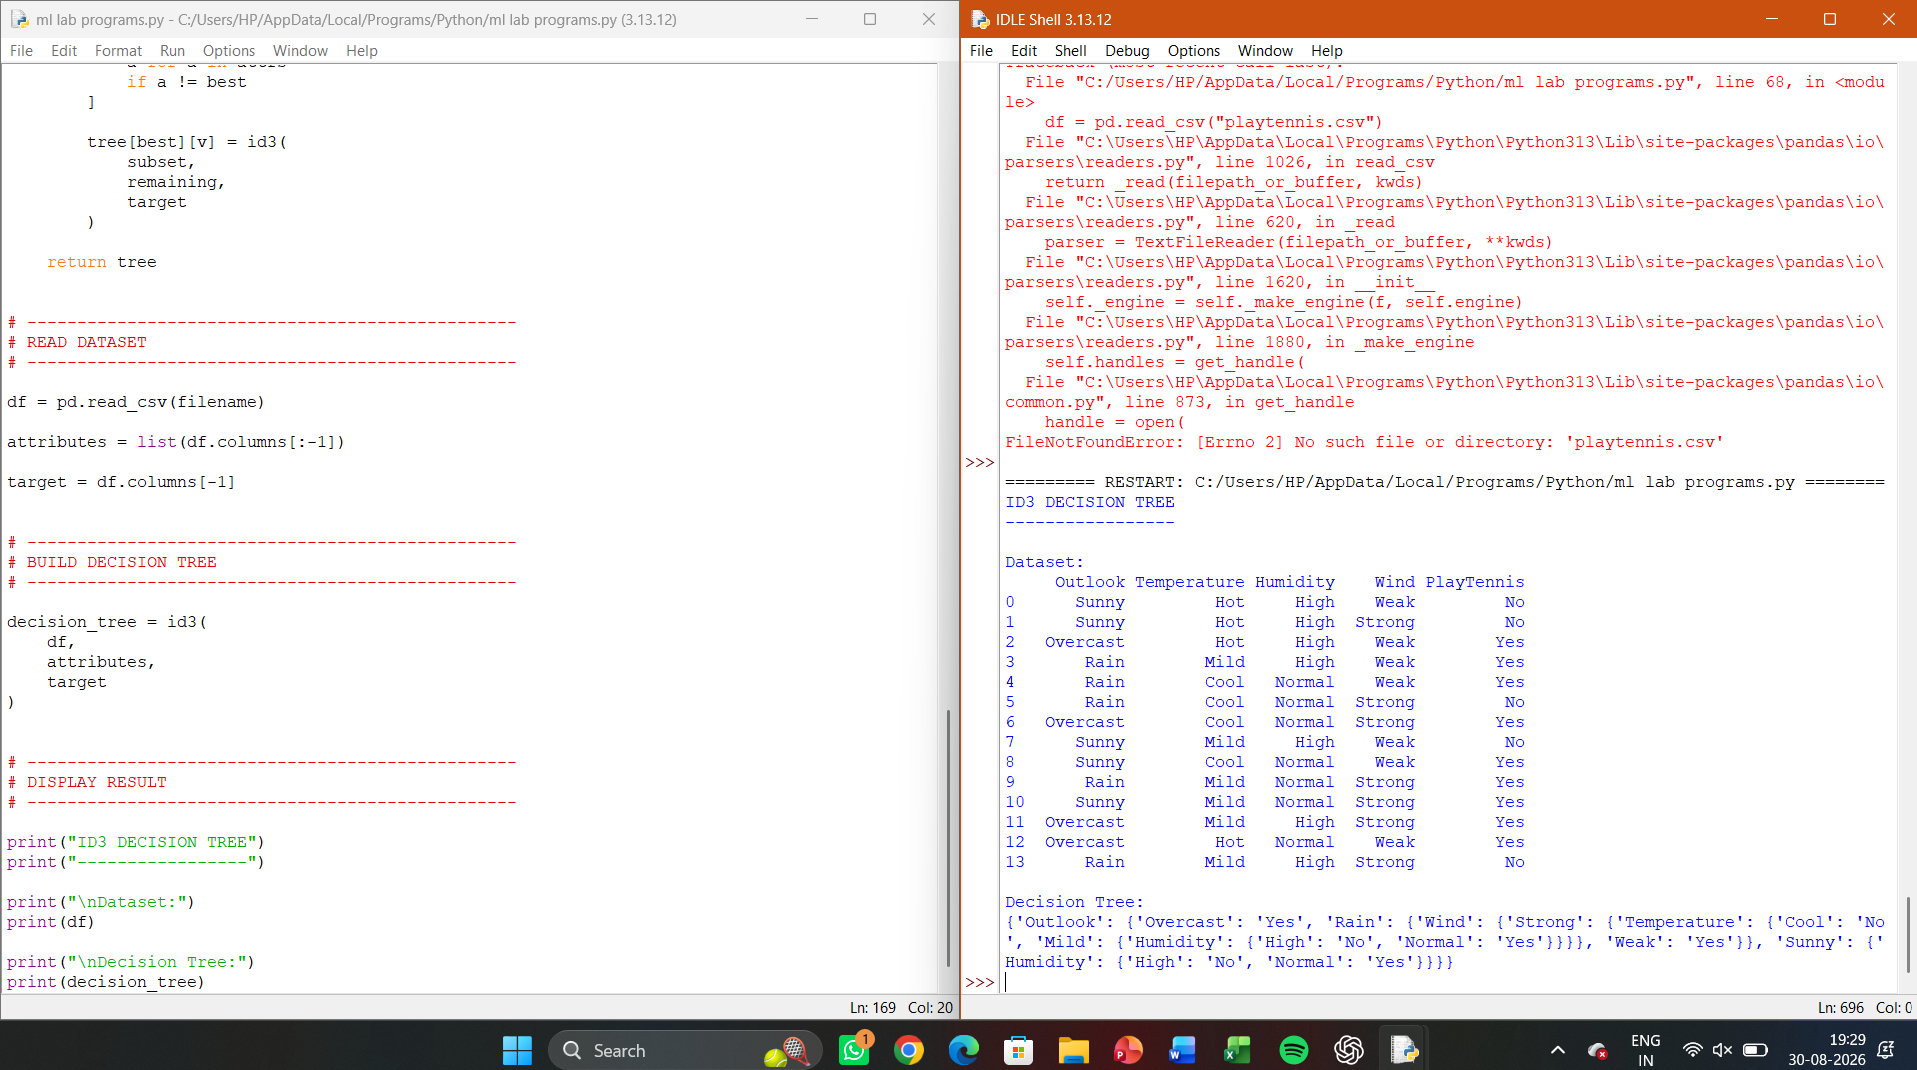 ml lab programs.py - C:/Users/HP/AppData/Local/Programs/Python/ml lab programs.py (3.13.12)
File Edit Format Run Options Window Help
if a != best
]
tree[best][v] = id3(
subset,
remaining,
target
)
return tree
# -------------------------------------------------
# READ DATASET
# -------------------------------------------------
df = pd.read_csv(filename)
attributes = list(df.columns[:-1])
target = df.columns[-1]
# -------------------------------------------------
# BUILD DECISION TREE
# -------------------------------------------------
decision_tree = id3(
df,
attributes,
target
)
# -------------------------------------------------
# DISPLAY RESULT
# -------------------------------------------------
print("ID3 DECISION TREE")
print("-----------------")
print("\nDataset:")
print(df)
print("\nDecision Tree:")
print(decision_tree)
Ln: 169 Col: 20
IDLE Shell 3.13.12
File Edit Shell Debug Options Window Help
Traceback (most recent call last):
File "C:/Users/HP/AppData/Local/Programs/Python/ml lab programs.py", line 68, in <modu
le>
df = pd.read_csv("playtennis.csv")
File "C:\Users\HP\AppData\Local\Programs\Python\Python313\Lib\site-packages\pandas\io\
parsers\readers.py", line 1026, in read_csv
return _read(filepath_or_buffer, kwds)
File "C:\Users\HP\AppData\Local\Programs\Python\Python313\Lib\site-packages\pandas\io\
parsers\readers.py", line 620, in _read
parser = TextFileReader(filepath_or_buffer, **kwds)
File "C:\Users\HP\AppData\Local\Programs\Python\Python313\Lib\site-packages\pandas\io\
parsers\readers.py", line 1620, in __init__
self._engine = self._make_engine(f, self.engine)
File "C:\Users\HP\AppData\Local\Programs\Python\Python313\Lib\site-packages\pandas\io\
parsers\readers.py", line 1880, in _make_engine
self.handles = get_handle(
File "C:\Users\HP\AppData\Local\Programs\Python\Python313\Lib\site-packages\pandas\io\
common.py", line 873, in get_handle
handle = open(
FileNotFoundError: [Errno 2] No such file or directory: 'playtennis.csv'
>>>
========= RESTART: C:/Users/HP/AppData/Local/Programs/Python/ml lab programs.py ========
ID3 DECISION TREE
-----------------
Dataset:
Outlook Temperature Humidity Wind PlayTennis
0 Sunny Hot High Weak No
1 Sunny Hot High Strong No
2 Overcast Hot High Weak Yes
3 Rain Mild High Weak Yes
4 Rain Cool Normal Weak Yes
5 Rain Cool Normal Strong No
6 Overcast Cool Normal Strong Yes
7 Sunny Mild High Weak No
8 Sunny Cool Normal Weak Yes
9 Rain Mild Normal Strong Yes
10 Sunny Mild Normal Strong Yes
11 Overcast Mild High Strong Yes
12 Overcast Hot Normal Weak Yes
13 Rain Mild High Strong No
Decision Tree:
{'Outlook': {'Overcast': 'Yes', 'Rain': {'Wind': {'Strong': {'Temperature': {'Cool': 'No
', 'Mild': {'Humidity': {'High': 'No', 'Normal': 'Yes'}}}}, 'Weak': 'Yes'}}, 'Sunny': {'
Humidity': {'High': 'No', 'Normal': 'Yes'}}}}
>>>
Ln: 696 Col: 0
Search
1
ENG
IN
19:29
30-08-2026